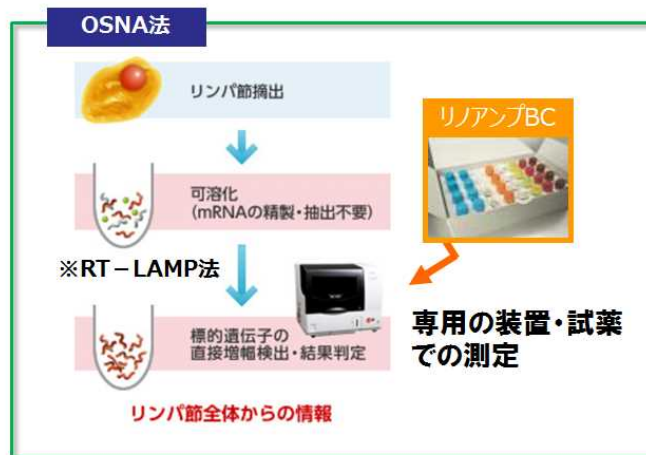 OSNA法
リンパ節摘出
リノアンプBC
可溶化
(mRNAの精製・抽出不要)
※RT－LAMP法
専用の装置・試薬
での測定
標的遺伝子の
直接増幅検出・結果判定
リンパ節全体からの情報